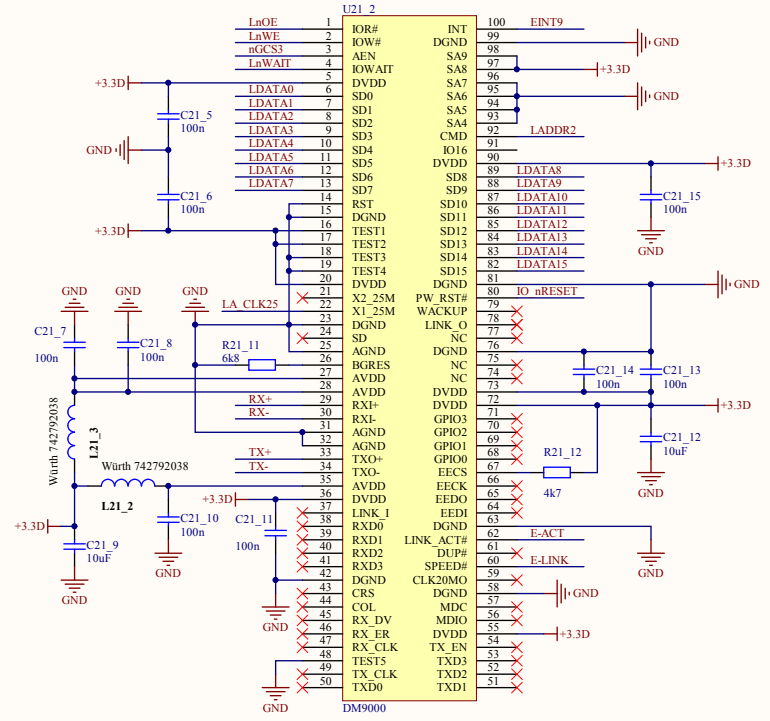 U21_2
LnOE 1 IOR# INT 100 EINT9
LnWE 2 IOW# DGND 99 GND
nGCS3 3 AEN SA9 98
LnWAIT 4 IOWAIT SA8 97 +3.3D
+3.3D 5 DVDD SA7 96
LDATA0 6 SD0 SA6 95 GND
LDATA1 7 SD1 SA5 94
C21_5 100n
LDATA2 8 SD2 SA4 93
LDATA3 9 SD3 CMD 92 LADDR2
GND LDATA4 10 SD4 IO16 91
LDATA5 11 SD5 DVDD 90 +3.3D
LDATA6 12 SD6 SD8 89 LDATA8
LDATA7 13 SD7 SD9 88 LDATA9
C21_6 100n
C21_15 100n
14 RST SD10 87 LDATA10
15 DGND SD11 86 LDATA11
+3.3D 16 TEST1 SD12 85 LDATA12
17 TEST2 SD13 84 LDATA13
GND
18 TEST3 SD14 83 LDATA14
19 TEST4 SD15 82 LDATA15
20 DVDD DGND 81 GND
GND GND GND
21 X2_25M PW_RST# 80 IO_nRESET
LA_CLK25 22 X1_25M WACKUP 79
23 DGND LINK_O 78
24 SD NC 77
C21_7 100n
C21_8 100n
R21_11 6k8
25 AGND DGND 76
26 BGRES NC 75
27 AVDD NC 74
C21_14 100n
C21_13 100n
28 AVDD DVDD 73
RX+ 29 RXI+ DVDD 72 +3.3D
RX- 30 RXI- GPIO3 71
31 AGND GPIO2 70
32 AGND GPIO1 69
C21_12 10uF
Würth 742792038
L21_3
TX+ 33 TXO+ GPIO0 68
TX- 34 TXO- EECS 67
R21_12 4k7
GND
Würth 742792038
L21_2
35 AVDD EECK 66
+3.3D 36 DVDD EEDO 65
37 LINK_I EEDI 64
38 RXD0 DGND 63
+3.3D
C21_10 100n
C21_11 100n
39 RXD1 LINK_ACT# 62 E-ACT
40 RXD2 DUP# 61
C21_9 10uF
GND
41 RXD3 SPEED# 60 E-LINK
GND
42 DGND CLK20MO 59
GND
43 CRS DGND 58 GND
44 COL MDC 57
GND
45 RX_DV MDIO 56
46 RX_ER DVDD 55 +3.3D
47 RX_CLK TX_EN 54
48 TEST5 TXD3 53
49 TX_CLK TXD2 52
50 TXD0 TXD1 51
GND
DM9000